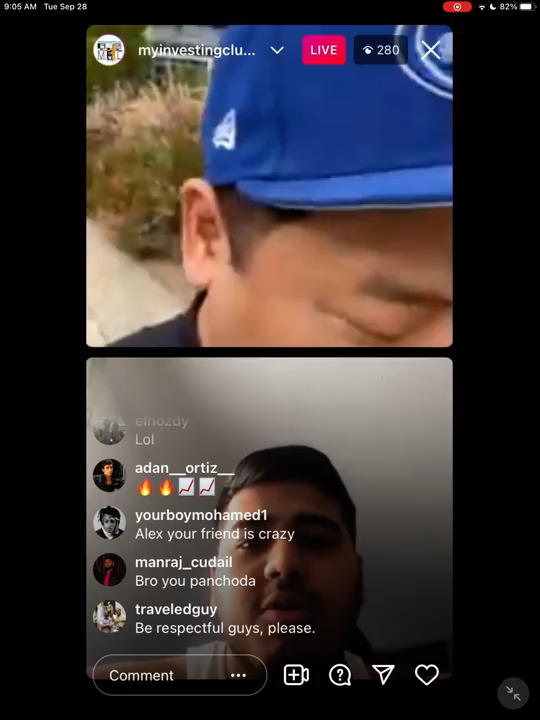 9:05 AM Tue Sep 28
82%
myinvestingclu...
LIVE
280
elhozdy
Lol
adan__ortiz__
🔥🔥📈📈
yourboymohamed1
Alex your friend is crazy
manraj_cudail
Bro you panchoda
traveledguy
Be respectful guys, please.
Comment